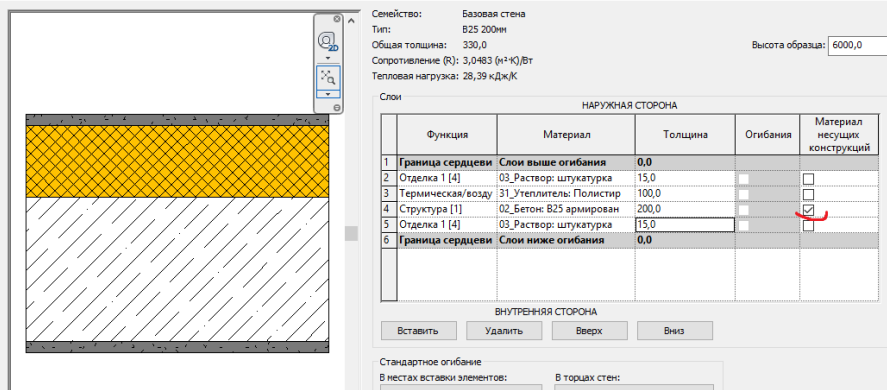 2D
Семейство: Базовая стена
Тип: В25 200мм
Общая толщина: 330,0
Высота образца: 6000,0
Сопротивление (R): 3,0483 (м²·К)/Вт
Тепловая нагрузка: 28,39 кДж/К
Слои
НАРУЖНАЯ СТОРОНА
Функция Материал Толщина Огибания Материал несущих конструкций
1 Граница сердцеви Слои выше огибания 0,0
2 Отделка 1 [4] 03_Раствор: штукатурка 15,0
3 Термическая/возду 31_Утеплитель: Полистир 100,0
4 Структура [1] 02_Бетон: В25 армирован 200,0
5 Отделка 1 [4] 03_Раствор: штукатурка 15,0
6 Граница сердцеви Слои ниже огибания 0,0
ВНУТРЕННЯЯ СТОРОНА
Вставить Удалить Вверх Вниз
Стандартное огибание
В местах вставки элементов: В торцах стен: